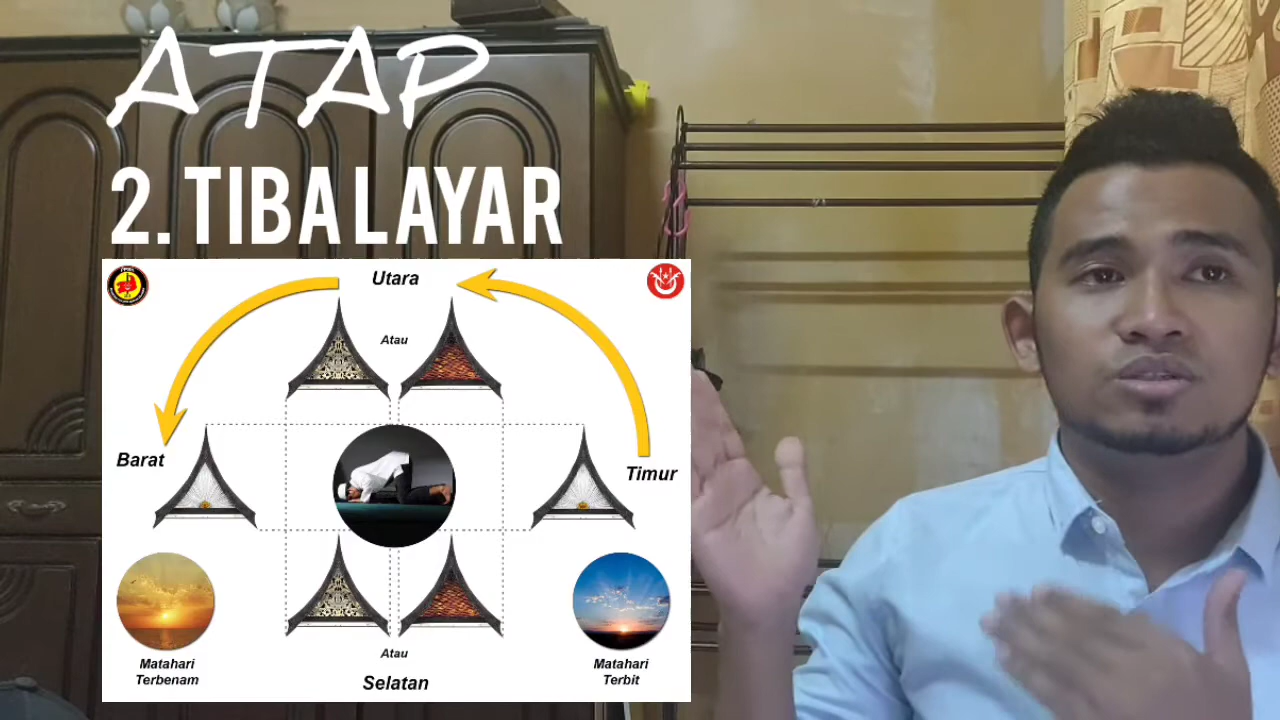 ATAP
2. TIBA LAYAR
Utara
Atau
Barat
Timur
Atau
Matahari
Terbenam
Matahari
Terbit
Selatan